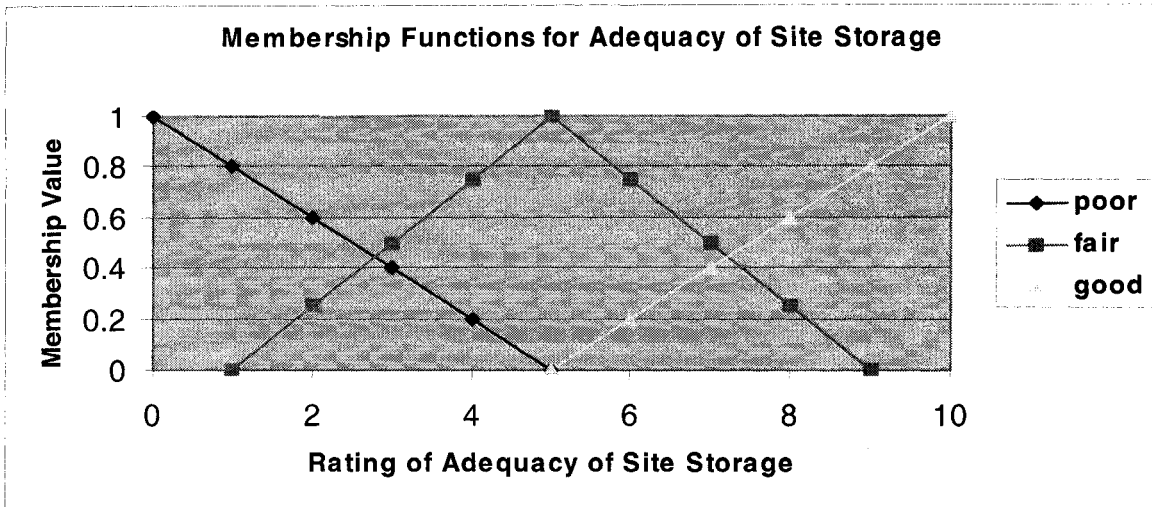 Membership Functions for Adequacy of Site Storage
Membership Value
1
0.8
0.6
0.4
0.2
0
0 2 4 6 8 10
Rating of Adequacy of Site Storage
poor
fair
good